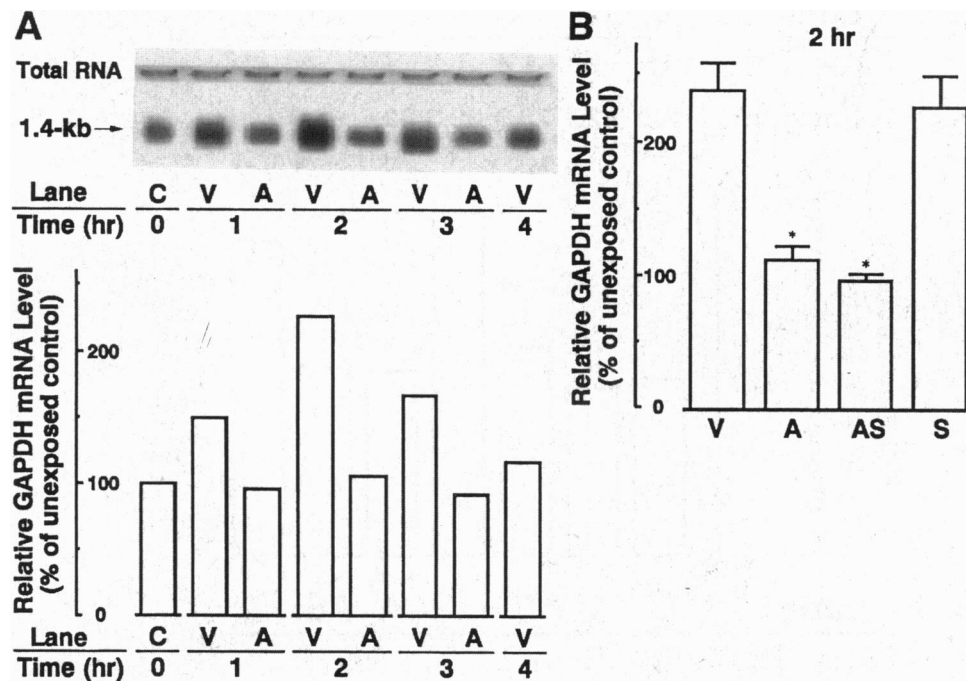 A
Total RNA
1.4-kb→
Lane C V A V A V A V
Time (hr) 0 1 2 3 4
Relative GAPDH mRNA Level
(% of unexposed control)
200
100
0
Lane C V A V A V A V
Time (hr) 0 1 2 3 4
B
2 hr
Relative GAPDH mRNA Level
(% of unexposed control)
200
100
0
* *
V A AS S